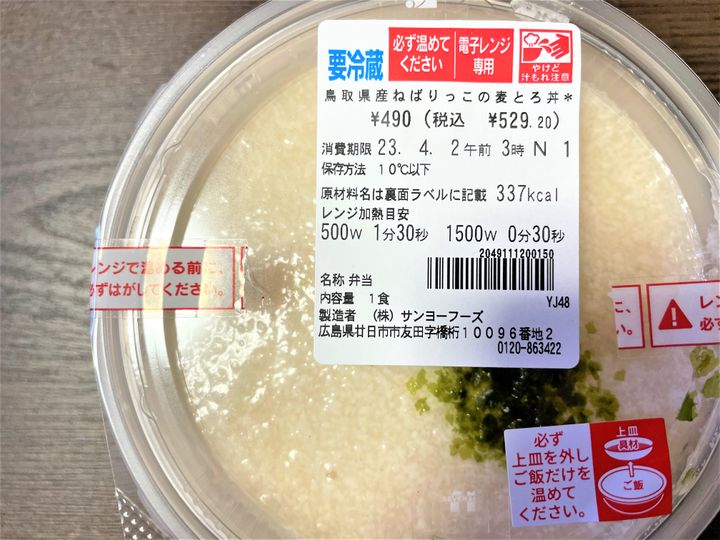 要冷蔵
必ず温めて
ください
電子レンジ
専用
やけど
汁もれ注意
鳥取県産ねばりっこの麦とろ丼*
¥490 (税込 ¥529.20)
消費期限 23. 4. 2 午前 3時 N 1
保存方法 10℃以下
原材料名は裏面ラベルに記載 337kcal
レンジ加熱目安
500W 1分30秒 1500W 0分30秒
2049111200150
名称 弁当
内容量 1食 YJ48
製造者 (株) サンヨーフーズ
広島県廿日市市友田字橋桁10096番地2
0120-863422
レンジで温める前に、
必ずはがしてください。
に、
い。
レン
必ず
必ず
上皿を外し
ご飯だけを
温めて
ください。
上皿
具材
ご飯